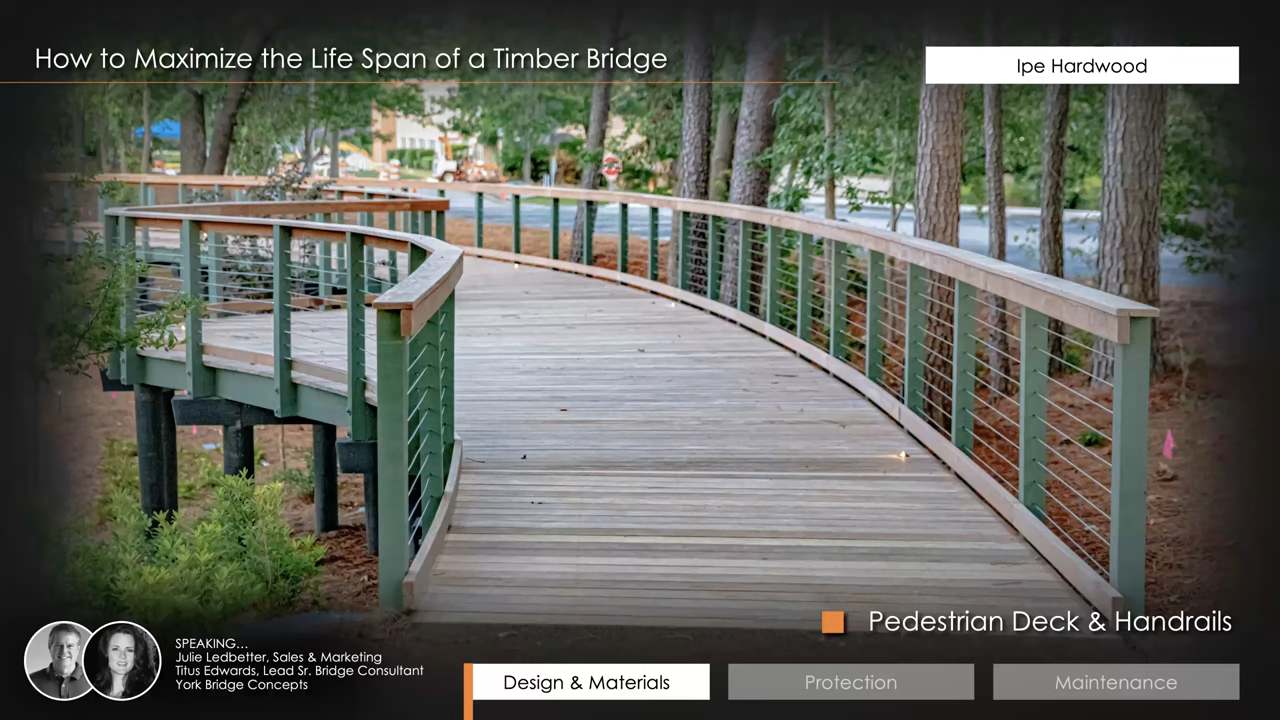 How to Maximize the Life Span of a Timber Bridge
Ipe Hardwood
Pedestrian Deck & Handrails
SPEAKING...
Julie Ledbetter, Sales & Marketing
Titus Edwards, Lead Sr. Bridge Consultant
York Bridge Concepts
Design & Materials
Protection
Maintenance